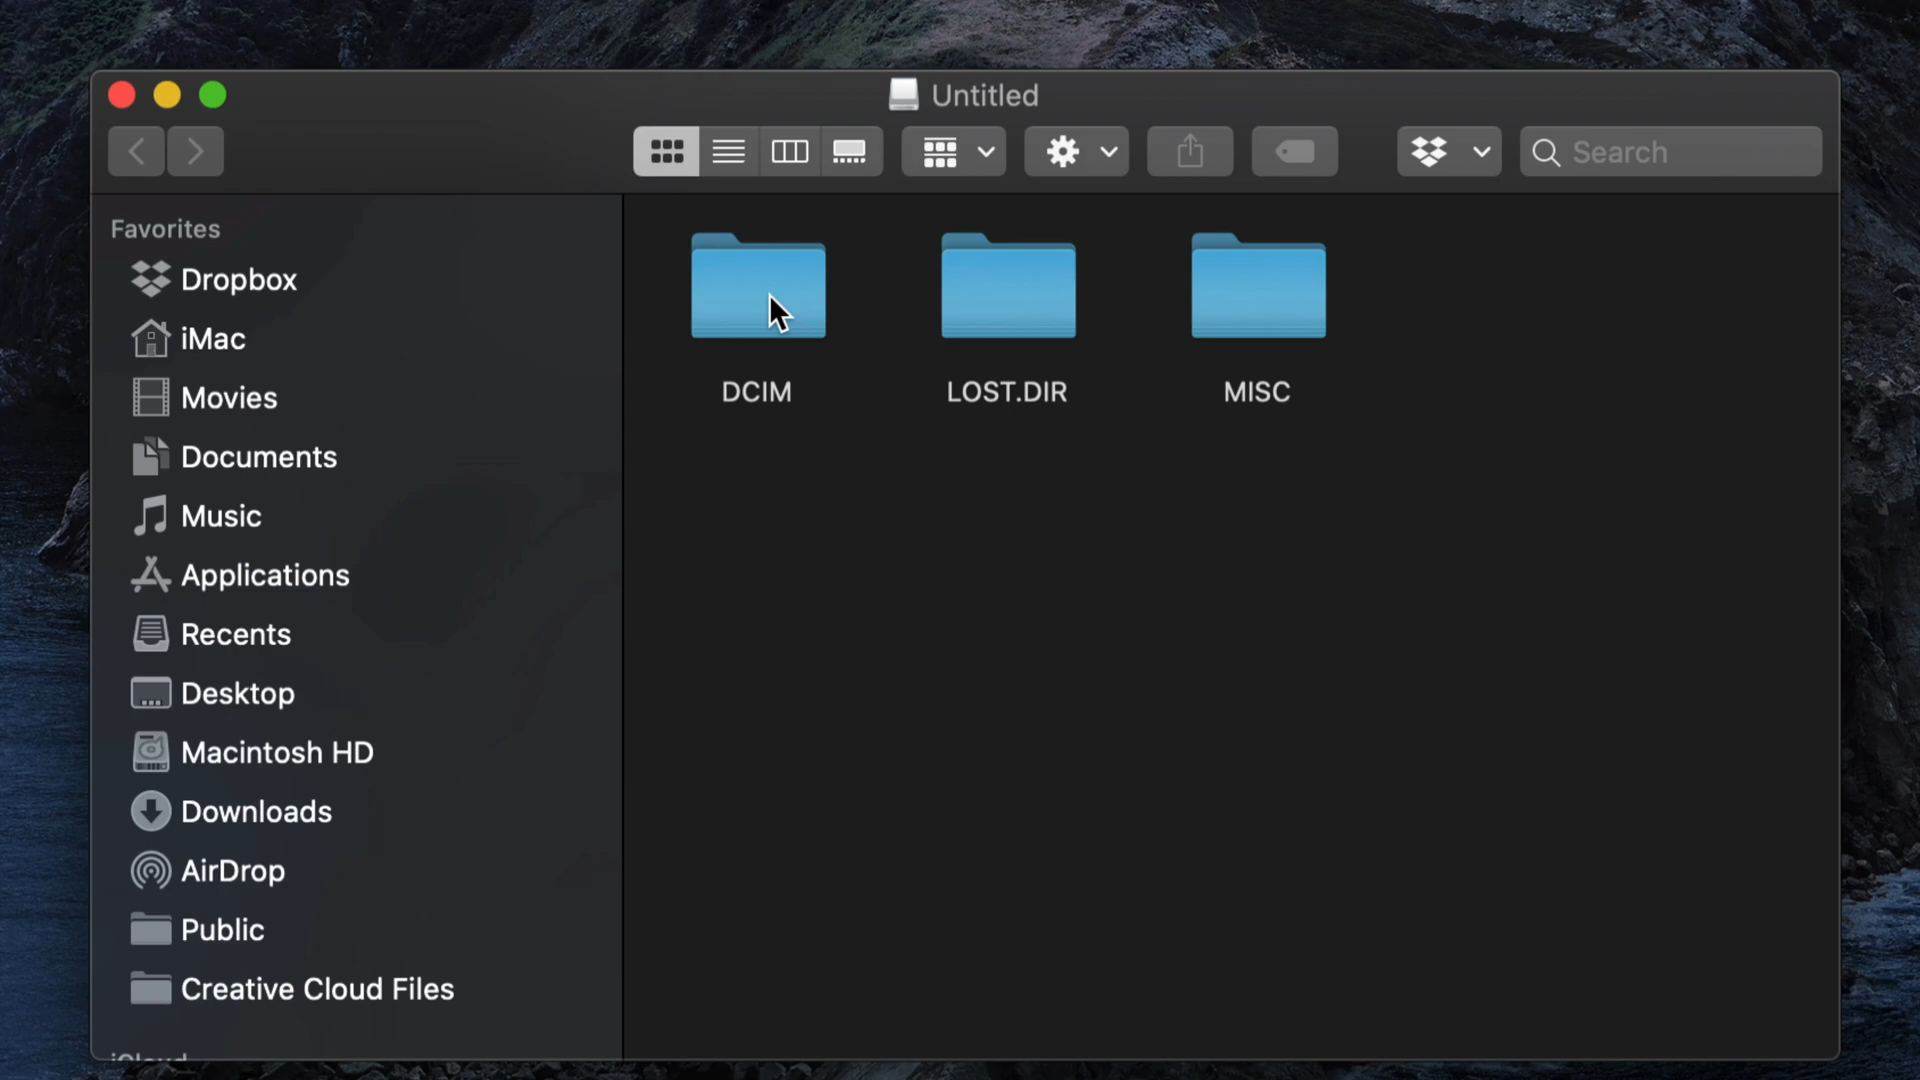 Untitled
Search
Favorites
Dropbox
iMac
Movies
Documents
Music
Applications
Recents
Desktop
Macintosh HD
Downloads
AirDrop
Public
Creative Cloud Files
iCloud
DCIM
LOST.DIR
MISC